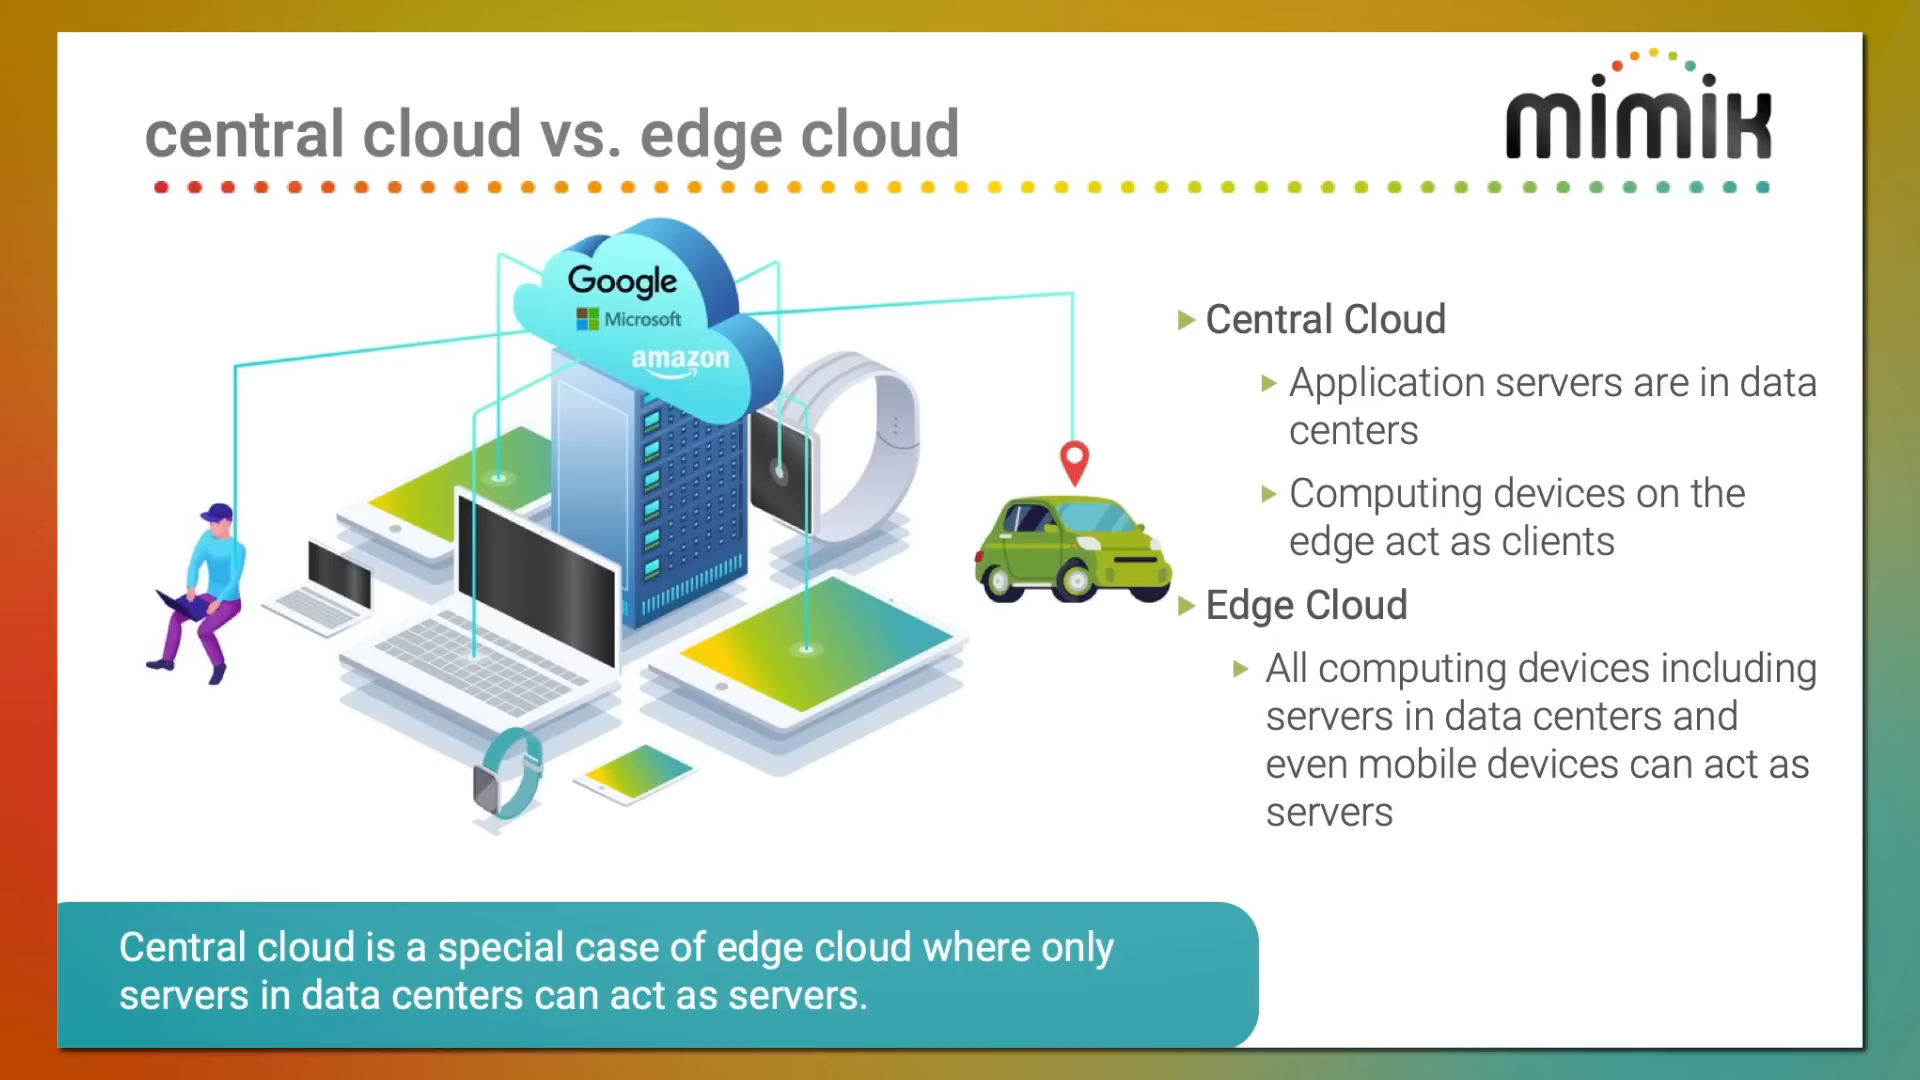 mimik
central cloud vs. edge cloud
Google
Microsoft
amazon
Central Cloud
Application servers are in data
centers
Computing devices on the
edge act as clients
Edge Cloud
All computing devices including
servers in data centers and
even mobile devices can act as
servers
Central cloud is a special case of edge cloud where only
servers in data centers can act as servers.